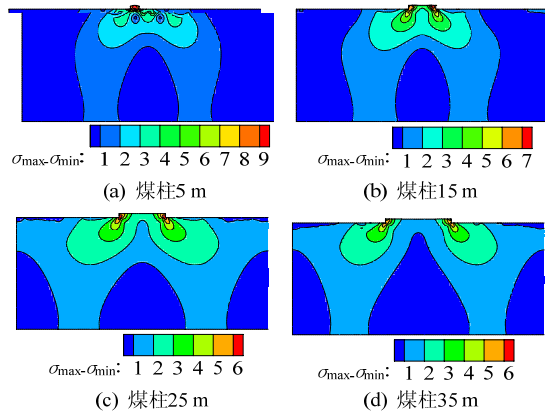 σmax-σmin: 1 2 3 4 5 6 7 8 9
(a) 煤柱5 m
σmax-σmin: 1 2 3 4 5 6 7
(b) 煤柱15 m
σmax-σmin: 1 2 3 4 5 6
(c) 煤柱25 m
σmax-σmin: 1 2 3 4 5 6
(d) 煤柱35 m